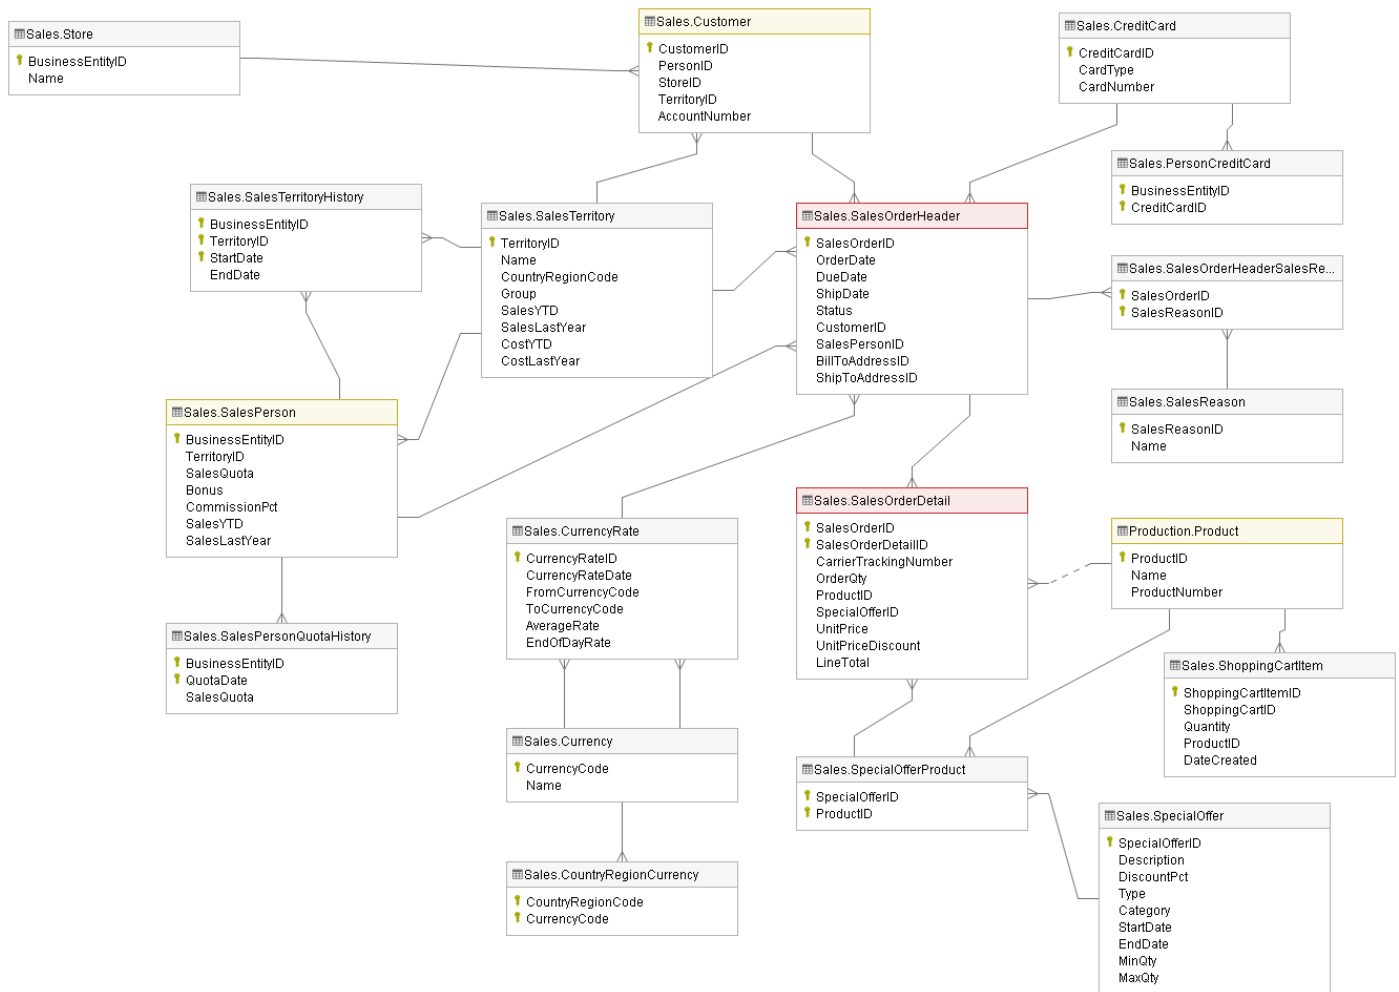 Sales.Store
BusinessEntityID
Name
Sales.Customer
CustomerID
PersonID
StoreID
TerritoryID
AccountNumber
Sales.CreditCard
CreditCardID
CardType
CardNumber
Sales.PersonCreditCard
BusinessEntityID
CreditCardID
Sales.SalesTerritoryHistory
BusinessEntityID
TerritoryID
StartDate
EndDate
Sales.SalesTerritory
TerritoryID
Name
CountryRegionCode
Group
SalesYTD
SalesLastYear
CostYTD
CostLastYear
Sales.SalesOrderHeader
SalesOrderID
OrderDate
DueDate
ShipDate
Status
CustomerID
SalesPersonID
BillToAddressID
ShipToAddressID
Sales.SalesOrderHeaderSalesRe...
SalesOrderID
SalesReasonID
Sales.SalesReason
SalesReasonID
Name
Sales.SalesPerson
BusinessEntityID
TerritoryID
SalesQuota
Bonus
CommissionPct
SalesYTD
SalesLastYear
Sales.CurrencyRate
CurrencyRateID
CurrencyRateDate
FromCurrencyCode
ToCurrencyCode
AverageRate
EndOfDayRate
Sales.SalesOrderDetail
SalesOrderID
SalesOrderDetailID
CarrierTrackingNumber
OrderQty
ProductID
SpecialOfferID
UnitPrice
UnitPriceDiscount
LineTotal
Production.Product
ProductID
Name
ProductNumber
Sales.SalesPersonQuotaHistory
BusinessEntityID
QuotaDate
SalesQuota
Sales.ShoppingCartItem
ShoppingCartItemID
ShoppingCartID
Quantity
ProductID
DateCreated
Sales.Currency
CurrencyCode
Name
Sales.SpecialOfferProduct
SpecialOfferID
ProductID
Sales.SpecialOffer
SpecialOfferID
Description
DiscountPct
Type
Category
StartDate
EndDate
MinQty
MaxQty
Sales.CountryRegionCurrency
CountryRegionCode
CurrencyCode